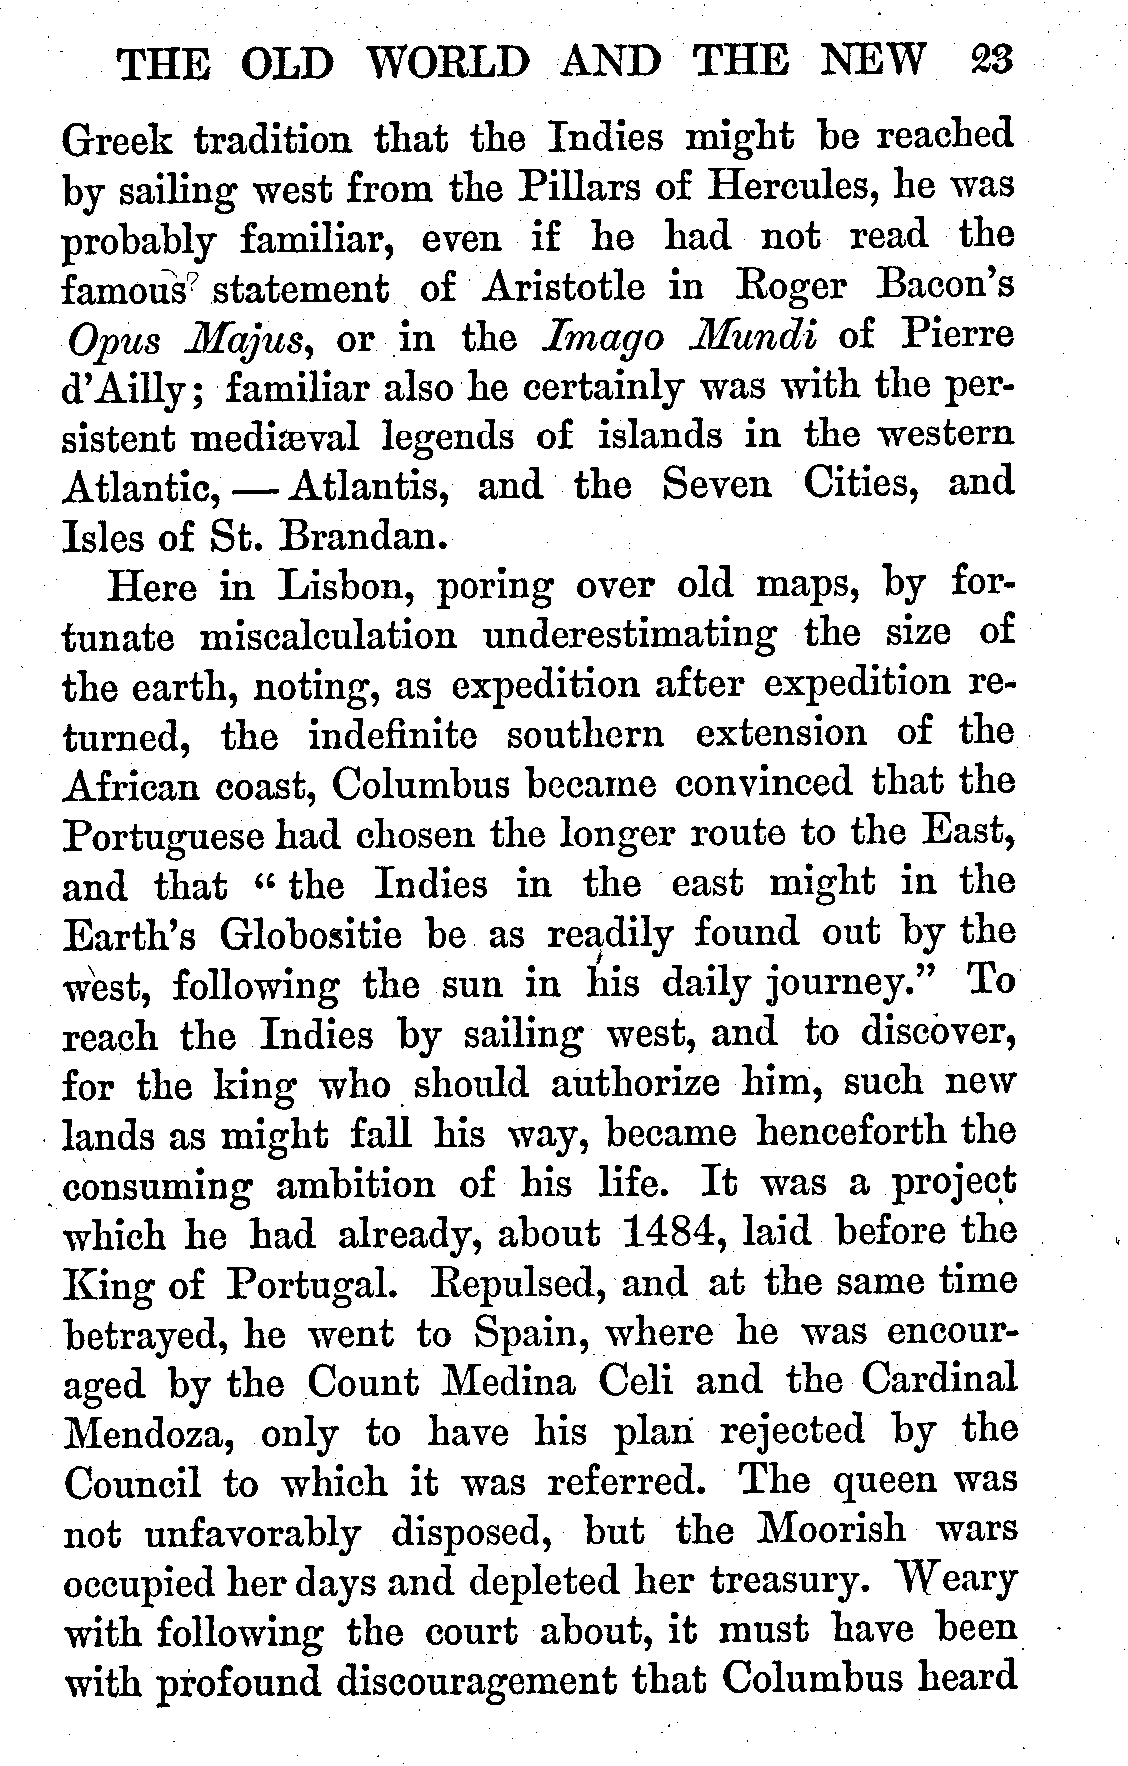 THE OLD WORLD AND THE NEW 23
Greek tradition that the Indies might be reached
by sailing west from the Pillars of Hercules, he was
probably familiar, even if he had not read the
famous statement of Aristotle in Roger Bacon's
Opus Majus, or in the Imago Mundi of Pierre
d'Ailly; familiar also he certainly was with the per-
sistent mediæval legends of islands in the western
Atlantic, — Atlantis, and the Seven Cities, and
Isles of St. Brandan.
Here in Lisbon, poring over old maps, by for-
tunate miscalculation underestimating the size of
the earth, noting, as expedition after expedition re-
turned, the indefinite southern extension of the
African coast, Columbus became convinced that the
Portuguese had chosen the longer route to the East,
and that "the Indies in the east might in the
Earth's Globositie be as readily found out by the
west, following the sun in his daily journey." To
reach the Indies by sailing west, and to discover,
for the king who should authorize him, such new
lands as might fall his way, became henceforth the
consuming ambition of his life. It was a project
which he had already, about 1484, laid before the
King of Portugal. Repulsed, and at the same time
betrayed, he went to Spain, where he was encour-
aged by the Count Medina Celi and the Cardinal
Mendoza, only to have his plan rejected by the
Council to which it was referred. The queen was
not unfavorably disposed, but the Moorish wars
occupied her days and depleted her treasury. Weary
with following the court about, it must have been
with profound discouragement that Columbus heard